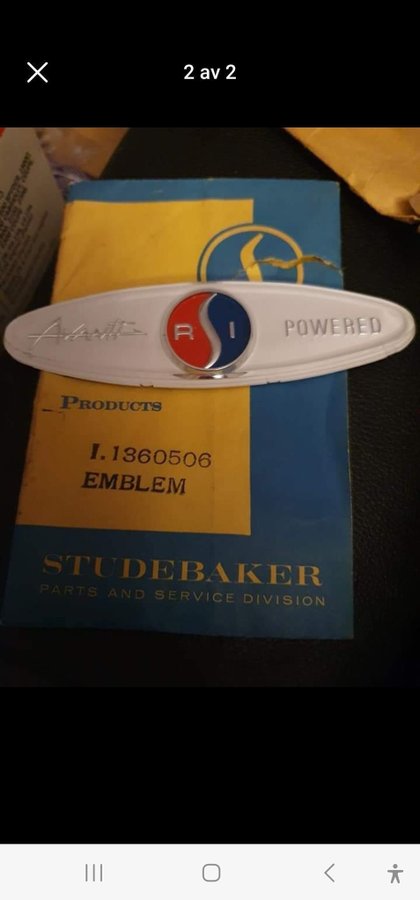 2 av 2
Avanti
R I
POWERED
PRODUCTS
I.1360506
EMBLEM
STUDEBAKER
PARTS AND SERVICE DIVISION